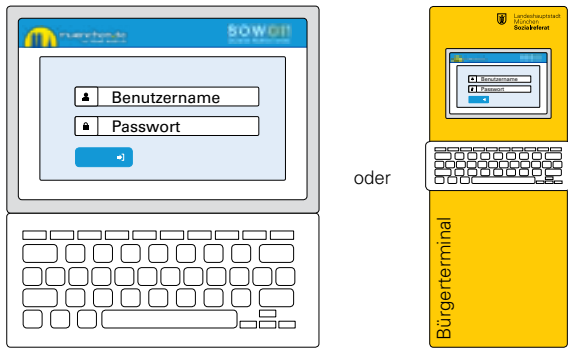 muenchen.de
SOWON
Benutzername
Passwort
oder
Landeshauptstadt
München
Sozialreferat
Benutzername
Passwort
Bürgerterminal